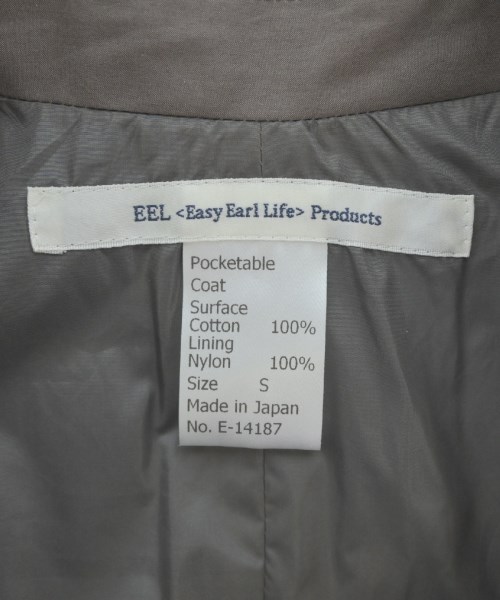 EEL <Easy Earl Life> Products
Pocketable
Coat
Surface
Cotton 100%
Lining
Nylon 100%
Size S
Made in Japan
No. E-14187